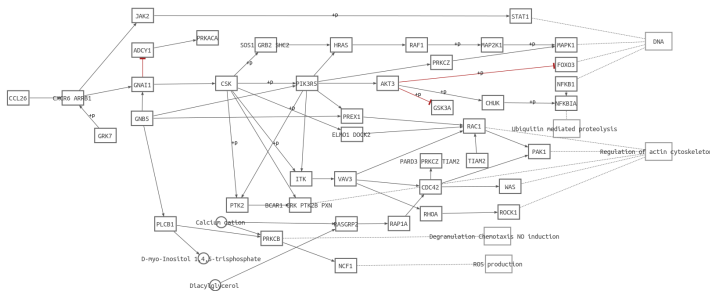 JAK2
STAT1
SOS1 GRB2 SHC2
HRAS
RAF1
MAP2K1
MAPK1
DNA
ADCY1
PRKACA
PRKCZ
FOXO3
GNAI1
CSK
PIK3R5
AKT3
NFKB1
CCL26
CXCR6 ARRB1
GSK3A
CHUK
NFKBIA
GNB5
PREX1
RAC1
GRK7
ELMO1 DOCK2
Ubiquitin mediated proteolysis
PARD3 PRKCZ TIAM2
TIAM2
PAK1
Regulation of actin cytoskeleton
ITK
VAV3
CDC42
WAS
PTK2
BCAR1 CRK PTK2B PXN
RHOA
ROCK1
PLCB1
Calcium cation
RASGRP2
RAP1A
PRKCB
Degranulation Chenotaxis NO induction
D-myo-Inositol 1,4,5-trisphosphate
NCF1
ROS production
Diacylglycerol
+p
+p
+p
+p
+p
+p
+p
+p
+p
+p
+p
+p